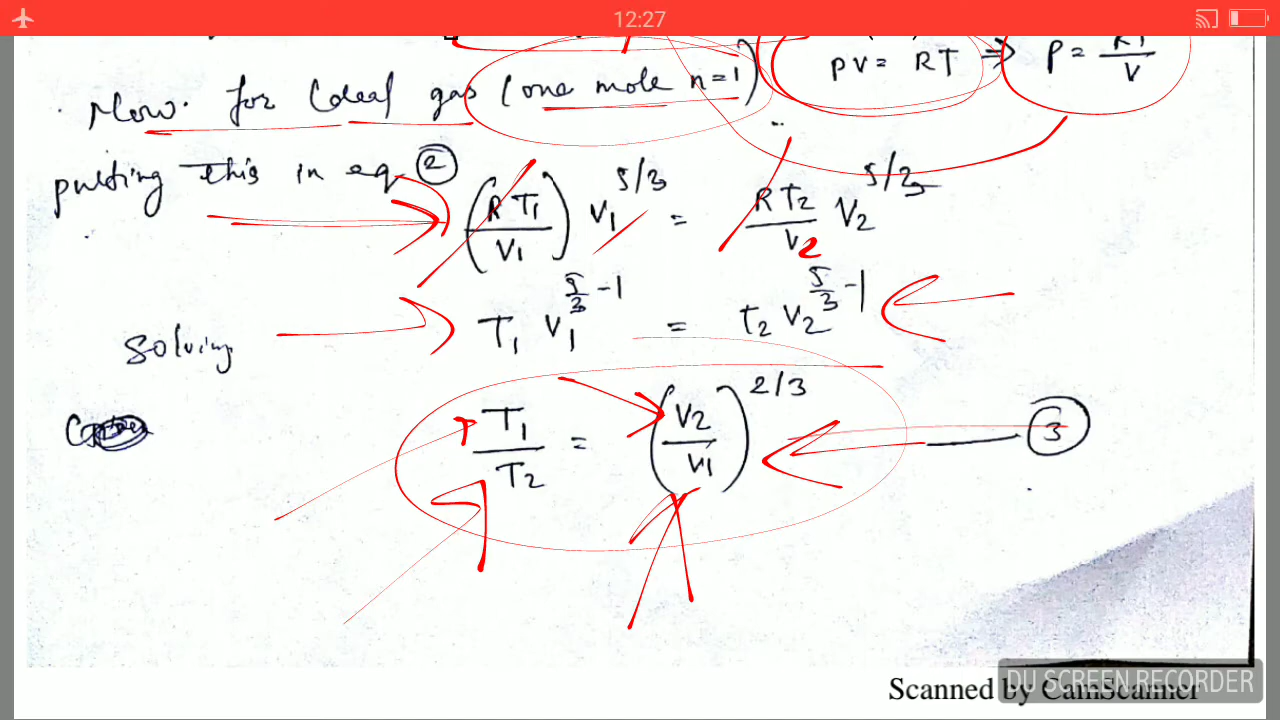 12:27
Now. for Ideal gas (one mole n=1) PV = RT ⇒ P = RT/V
putting This in eq ②
(RT1/V1) V1^5/3 = RT2/V2 V2^5/3
Solving T1 V1^(5/3 -1) = T2 V2^(5/3 -1)
T1/T2 = (V2/V1)^2/3 —— ③
Scanned by CamScanner
DU SCREEN RECORDER